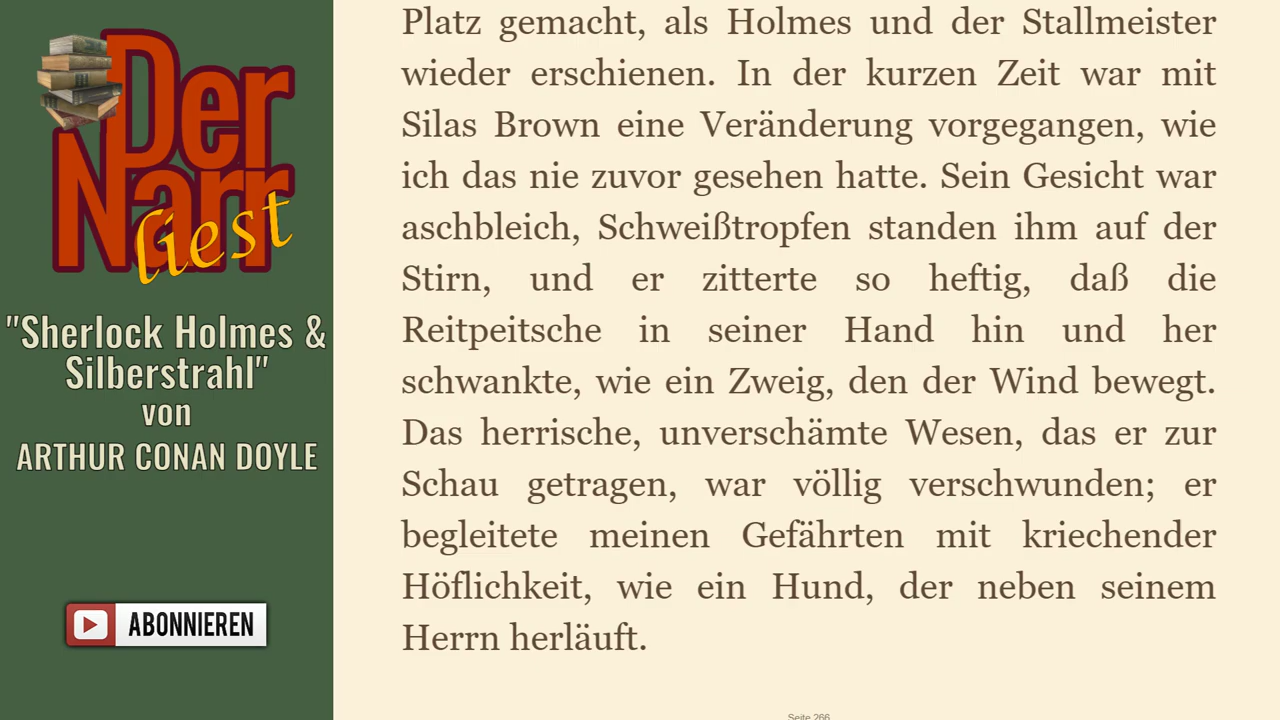 Der
Narr
liest
"Sherlock Holmes &
Silberstrahl"
von
ARTHUR CONAN DOYLE
ABONNIEREN
Platz gemacht, als Holmes und der Stallmeister
wieder erschienen. In der kurzen Zeit war mit
Silas Brown eine Veränderung vorgegangen, wie
ich das nie zuvor gesehen hatte. Sein Gesicht war
aschbleich, Schweißtropfen standen ihm auf der
Stirn, und er zitterte so heftig, daß die
Reitpeitsche in seiner Hand hin und her
schwankte, wie ein Zweig, den der Wind bewegt.
Das herrische, unverschämte Wesen, das er zur
Schau getragen, war völlig verschwunden; er
begleitete meinen Gefährten mit kriechender
Höflichkeit, wie ein Hund, der neben seinem
Herrn herläuft.
Seite 266